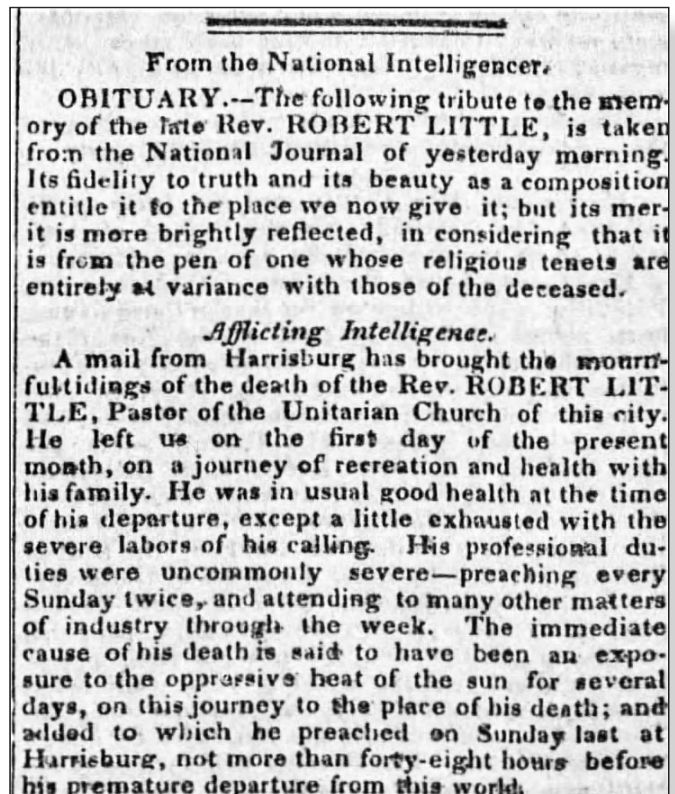 From the National Intelligencer.
OBITUARY.--The following tribute to the mem-
ory of the late Rev. ROBERT LITTLE, is taken
from the National Journal of yesterday morning.
Its fidelity to truth and its beauty as a composition
entitle it to the place we now give it; but its mer-
it is more brightly reflected, in considering that it
is from the pen of one whose religious tenets are
entirely at variance with those of the deceased.
Afflicting Intelligence.
A mail from Harrisburg has brought the mourn-
ful tidings of the death of the Rev. ROBERT LIT-
TLE, Pastor of the Unitarian Church of this city.
He left us on the first day of the present
month, on a journey of recreation and health with
his family. He was in usual good health at the time
of his departure, except a little exhausted with the
severe labors of his calling. His professional du-
ties were uncommonly severe—preaching every
Sunday twice, and attending to many other matters
of industry through the week. The immediate
cause of his death is said to have been an expo-
sure to the oppressive heat of the sun for several
days, on this journey to the place of his death; and
added to which he preached on Sunday last at
Harrisburg, not more than forty-eight hours before
his premature departure from this world.